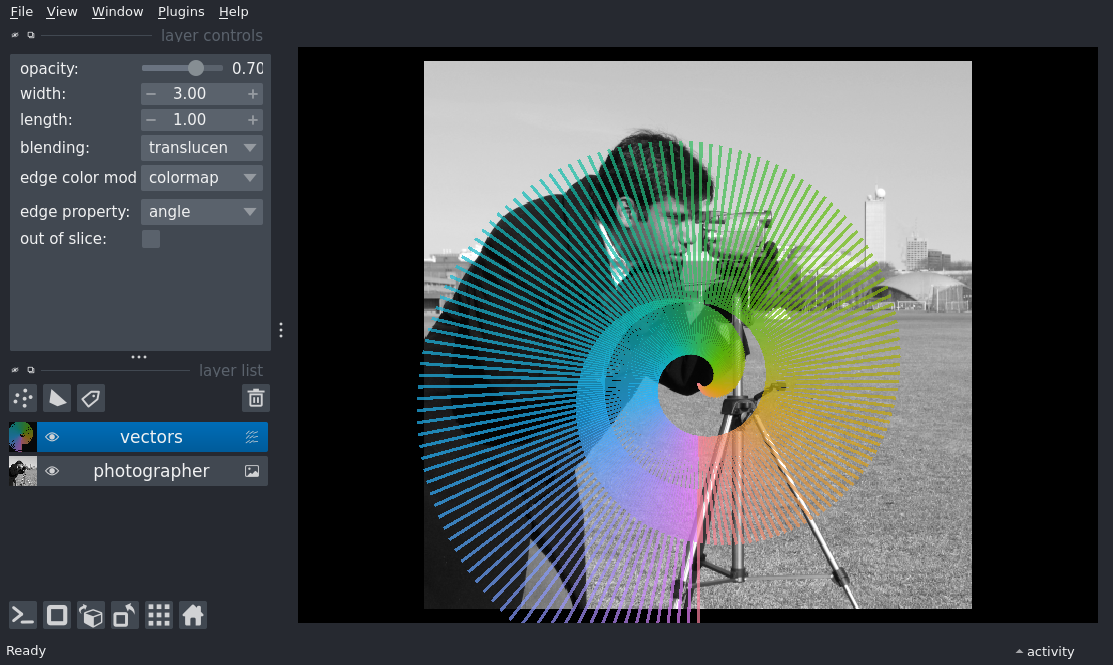 File View Window Plugins Help
layer controls
opacity: 0.70
width: − 3.00 +
length: − 1.00 +
blending: translucen
edge color mod colormap
edge property: angle
out of slice:
layer list
vectors
photographer
Ready
activity